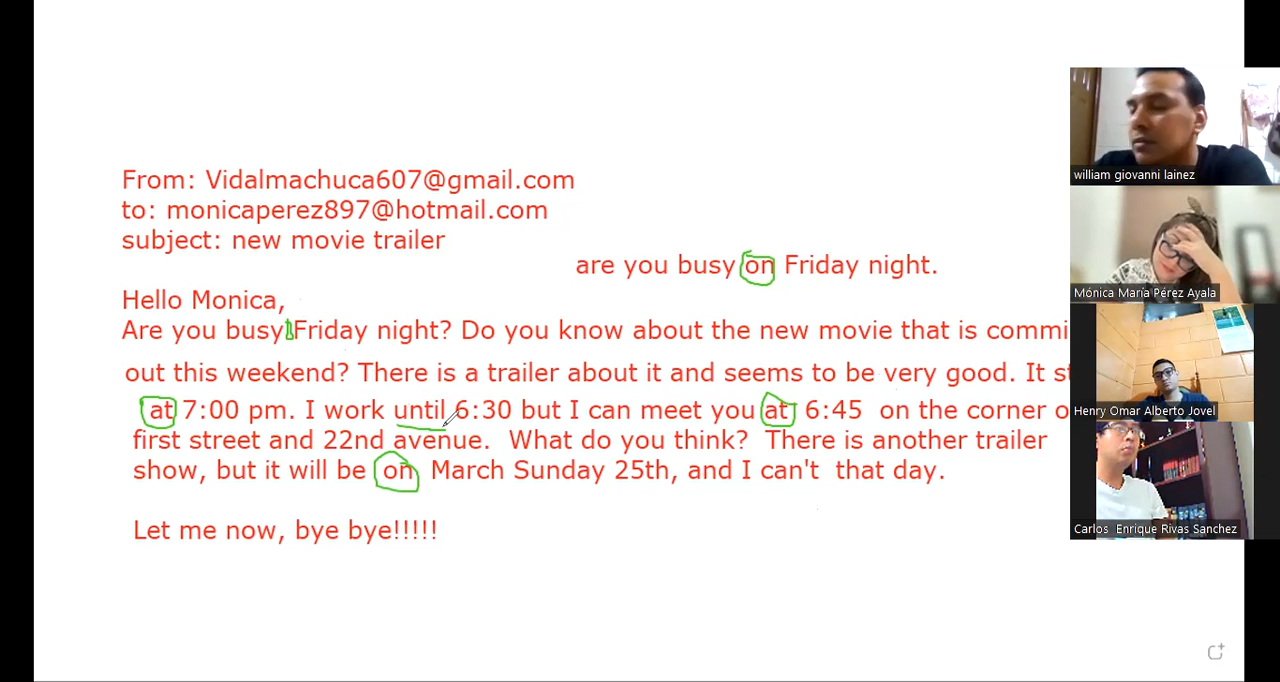 From: Vidalmachuca607@gmail.com
to: monicaperez897@hotmail.com
subject: new movie trailer
are you busy on Friday night.
Hello Monica,
Are you busy Friday night? Do you know about the new movie that is commi
out this weekend? There is a trailer about it and seems to be very good. It st
at 7:00 pm. I work until 6:30 but I can meet you at 6:45 on the corner o
first street and 22nd avenue. What do you think? There is another trailer
show, but it will be on March Sunday 25th, and I can't that day.
Let me now, bye bye!!!!!
william giovanni lainez
Mónica María Pérez Ayala
Henry Omar Alberto Jovel
Carlos Enrique Rivas Sanchez